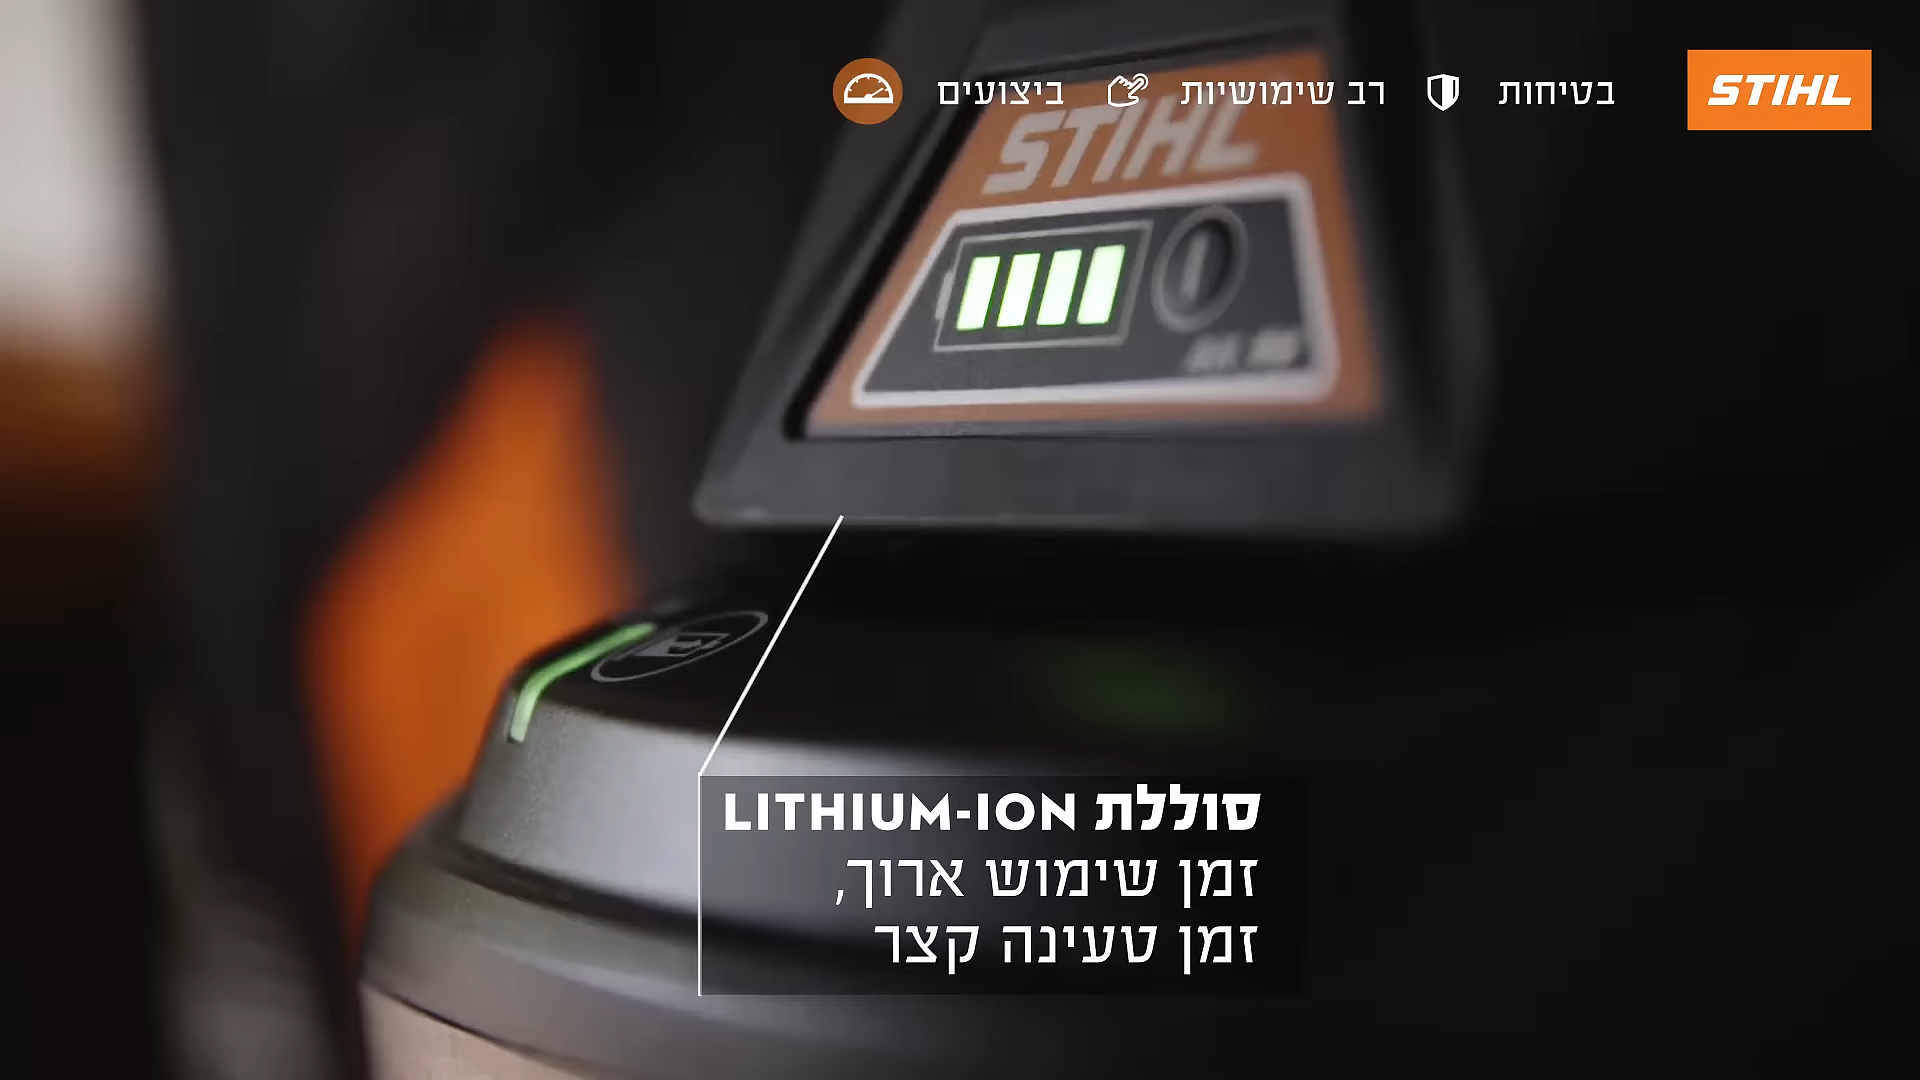 STIHL
בטיחות
רב שימושיות
ביצועים
STIHL
סוללת LITHIUM-ION
זמן שימוש ארוך,
זמן טעינה קצר